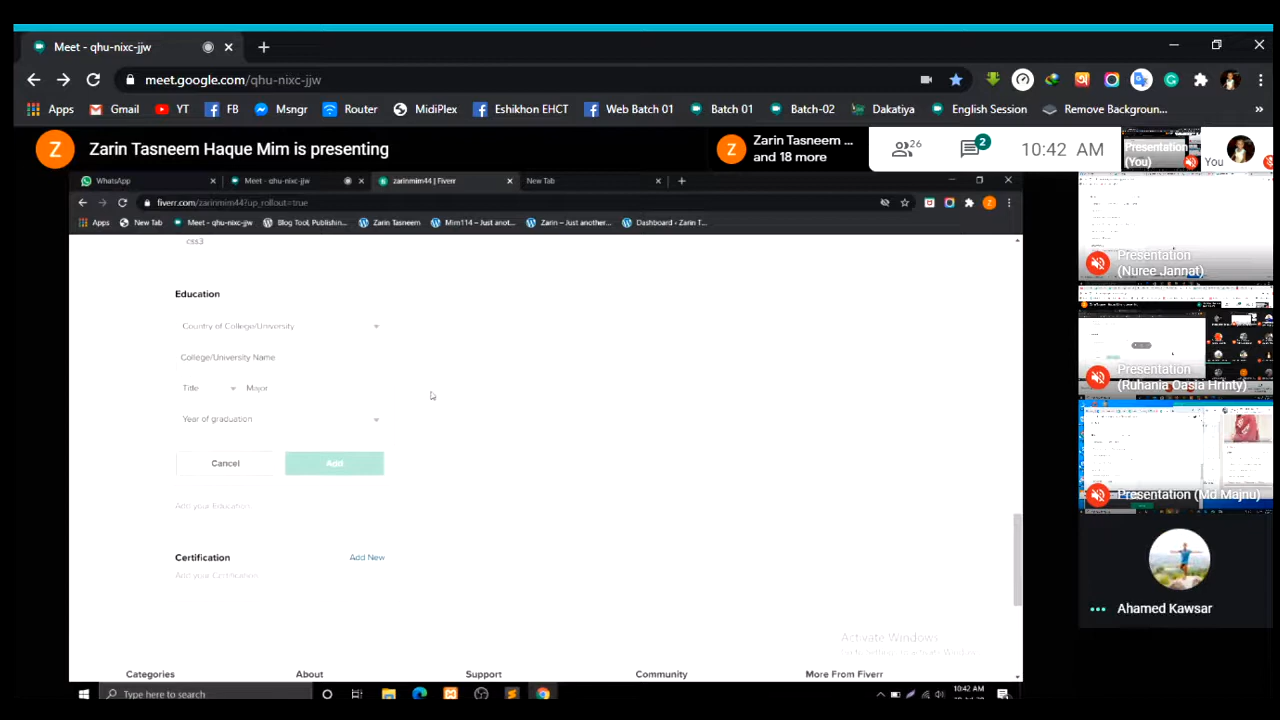 Meet - qhu-nixc-jjw
meet.google.com/qhu-nixc-jjw
Apps Gmail YT FB Msngr Router MidiPlex Eshikhon EHCT Web Batch 01 Batch 01 Batch-02 Dakatiya English Session Remove Backgroun... »
Z Zarin Tasneem Haque Mim is presenting
Z Zarin Tasneem ... and 18 more
26
2
10:42 AM
Presentation (You)
You
WhatsApp Meet - qhu-nixc-jjw zarinmim44 | Fiverr New Tab
fiverr.com/zarinmim44?up_rollout=true
Apps New Tab Meet - qhu-nixc-jjw Blog Tool, Publishin... Zarin Tasneem Mim114 – Just anot... Zarin – Just another... Dashboard ‹ Zarin T...
css3
Education
Country of College/University
College/University Name
Title Major
Year of graduation
Cancel Add
Add your Education
Certification Add New
Add your Certification
Activate Windows
Categories About Support Community More From Fiverr
Type here to search
10:42 AM
Presentation
(Nuree Jannat)
Presentation
(Ruhania Oasia Hrinty)
Presentation (Md Majnu)
Ahamed Kawsar